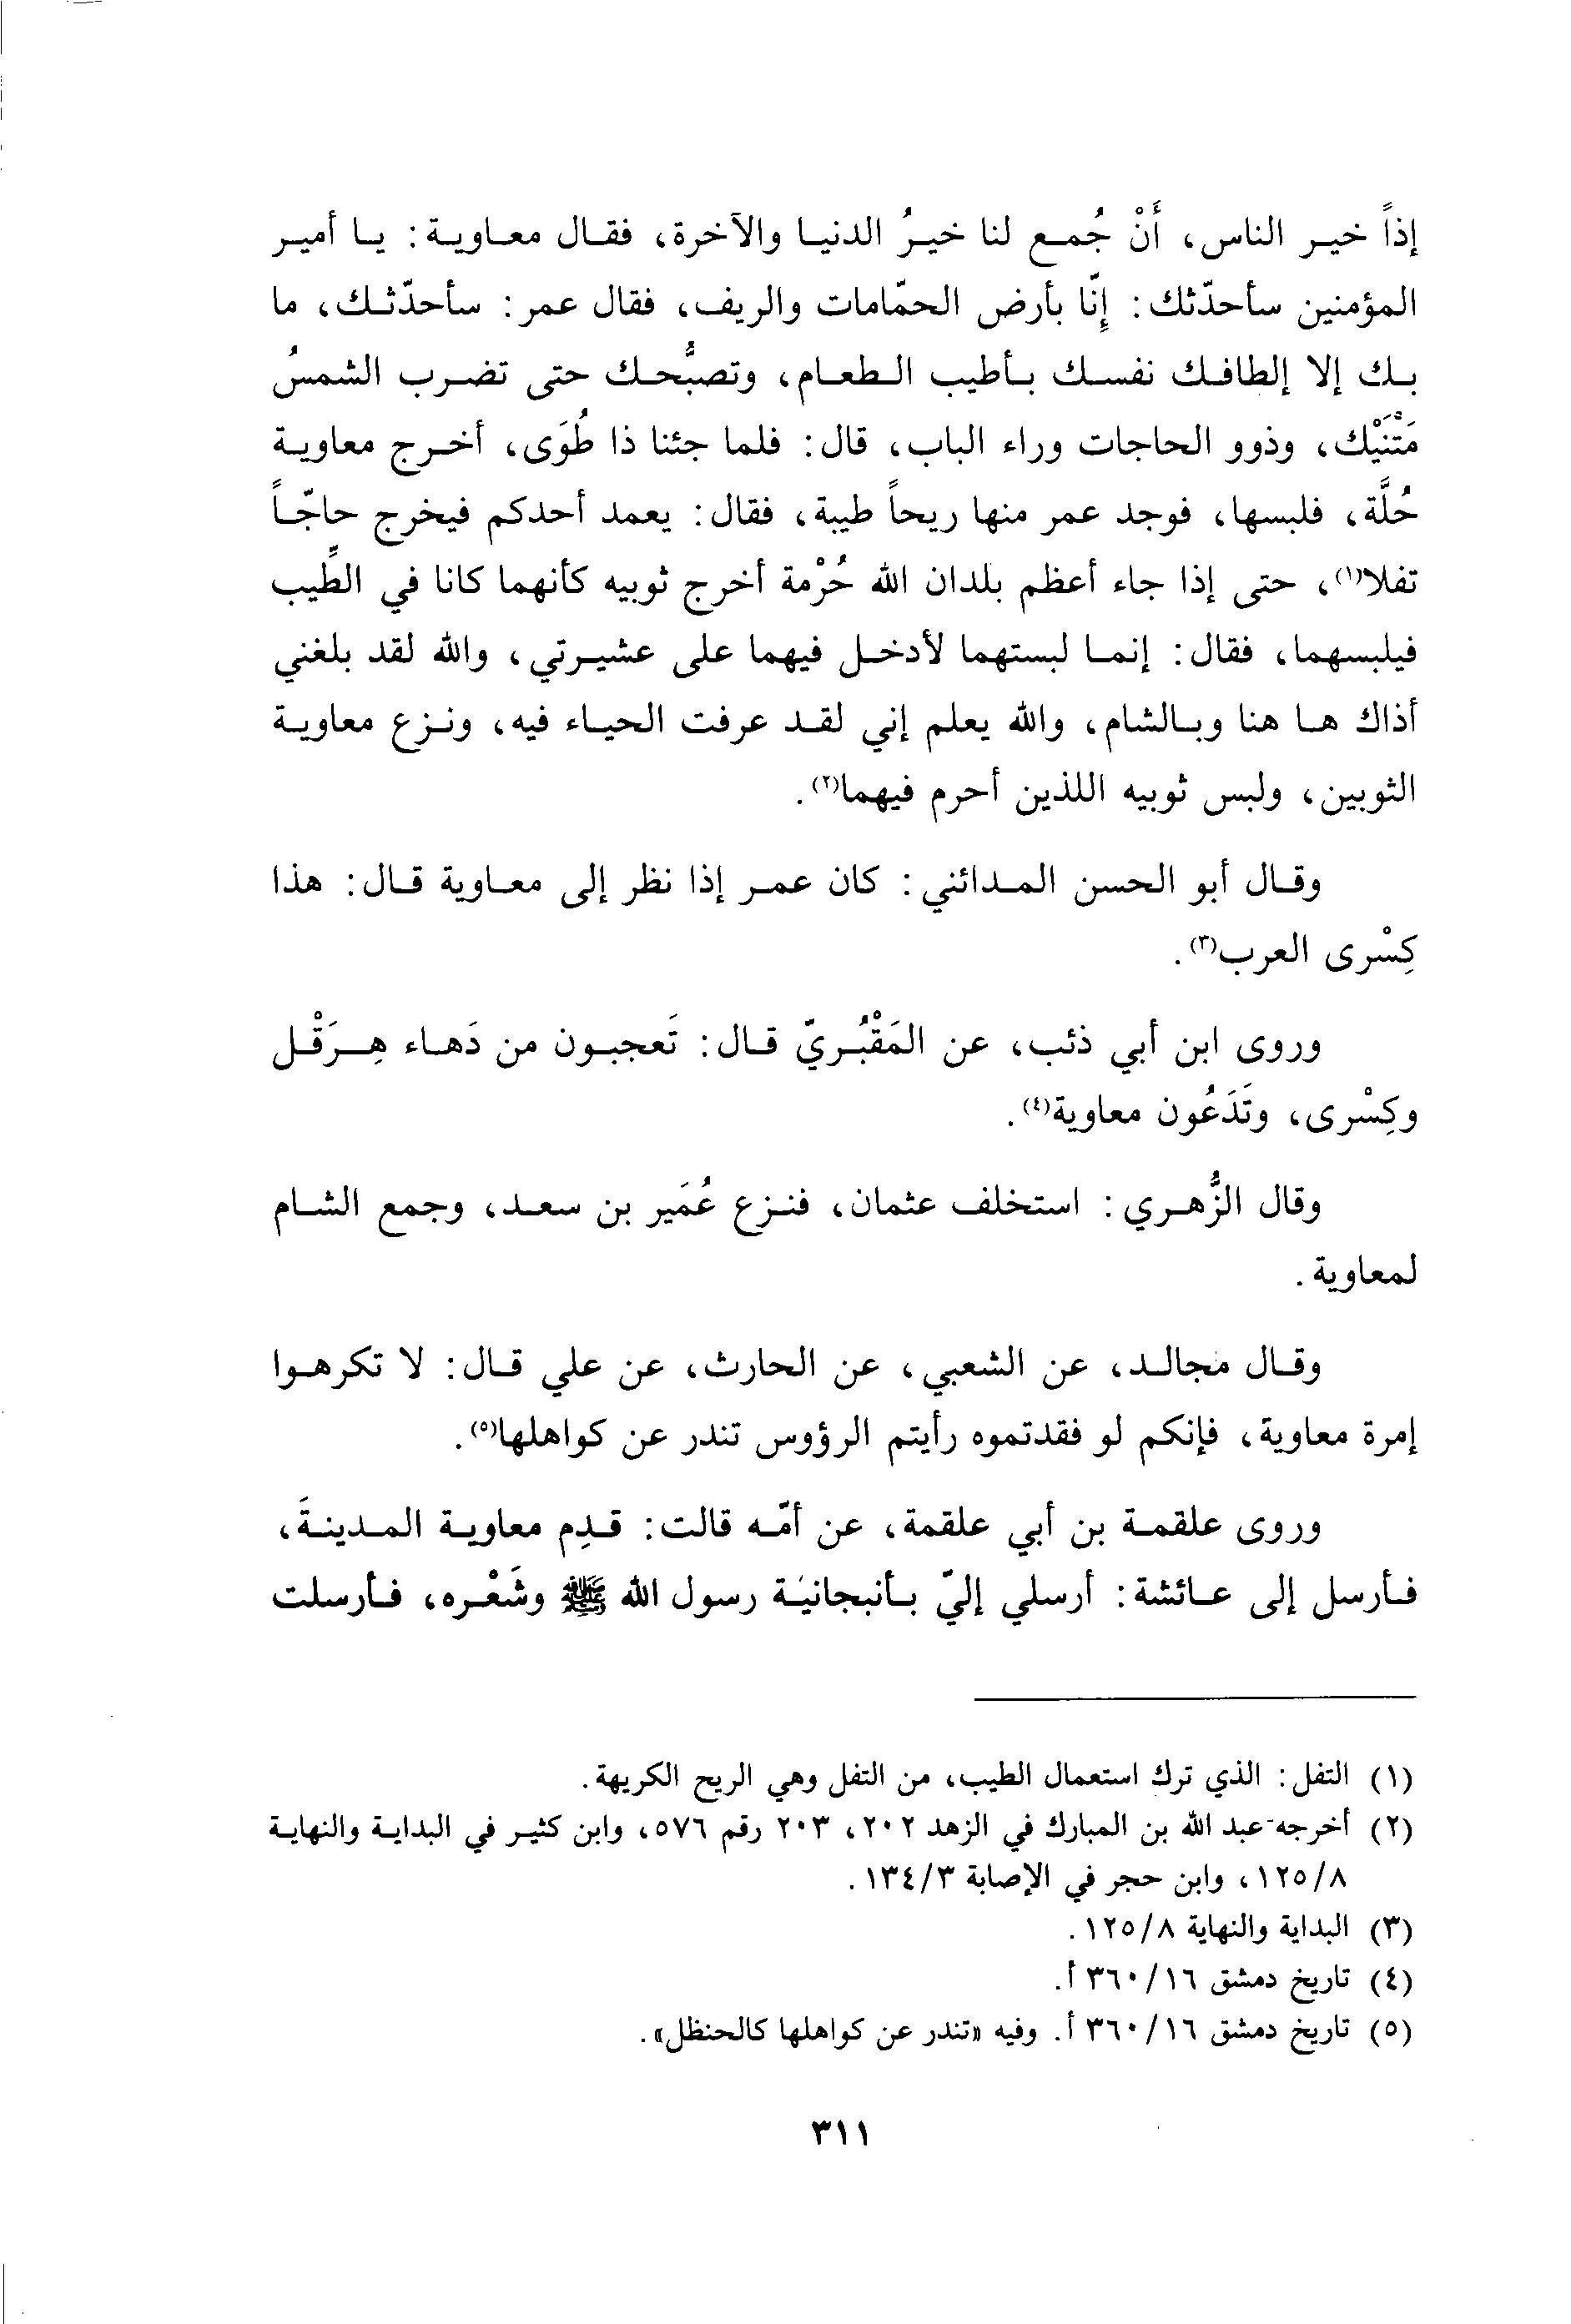 إذاً خير الناس، أَنْ جُمع لنا خيرُ الدنيا والآخرة، فقال معاوية: يا أمير
المؤمنين سأحدّثك: إنّا بأرض الحمّامات والريف، فقال عمر: سأحدّثك، ما
بك إلا إلطافك نفسك بأطيب الطعام، وتصبُّحك حتى تضرب الشمسُ
مَتْنَيْك، وذوو الحاجات وراء الباب، قال: فلما جئنا ذا طُوَى، أخرج معاوية
حُلَّة، فلبسها، فوجد عمر منها ريحاً طيبة، فقال: يعمد أحدكم فيخرج حاجّاً
تفلا(١)، حتى إذا جاء أعظم بلدان الله حُرْمة أخرج ثوبيه كأنهما كانا في الطِّيب
فيلبسهما، فقال: إنما لبستهما لأدخل فيهما على عشيرتي، والله لقد بلغني
أذاك ها هنا وبالشام، والله يعلم إني لقد عرفت الحياء فيه، ونزع معاوية
الثوبين، ولبس ثوبيه اللذين أحرم فيهما(٢).
وقال أبو الحسن المدائني: كان عمر إذا نظر إلى معاوية قال: هذا
كِسْرى العرب(٣).
وروى ابن أبي ذئب، عن المَقْبُريّ قال: تَعجبون من دَهاء هِرَقْل
وكِسْرى، وتَدَعُون معاوية(٤).
وقال الزُّهري: استخلف عثمان، فنزع عُمَير بن سعد، وجمع الشام
لمعاوية.
وقال مجالد، عن الشعبي، عن الحارث، عن علي قال: لا تكرهوا
إمرة معاوية، فإنكم لو فقدتموه رأيتم الرؤوس تندر عن كواهلها(٥).
وروى علقمة بن أبي علقمة، عن أمّه قالت: قدِم معاوية المدينةَ،
فأرسل إلى عائشة: أرسلي إليّ بأنبجانيَة رسول الله ﷺ وشَعْره، فأرسلت
(١) التفل: الذي ترك استعمال الطيب، من التفل وهي الريح الكريهة.
(٢) أخرجه عبد الله بن المبارك في الزهد ٢٠٢، ٢٠٣ رقم ٥٧٦، وابن كثير في البداية والنهاية
٨/١٢٥، وابن حجر في الإصابة ٣/١٣٤.
(٣) البداية والنهاية ٨/١٢٥.
(٤) تاريخ دمشق ١٦/٣٦٠ أ.
(٥) تاريخ دمشق ١٦/٣٦٠ أ. وفيه «تندر عن كواهلها كالحنظل».
٣١١